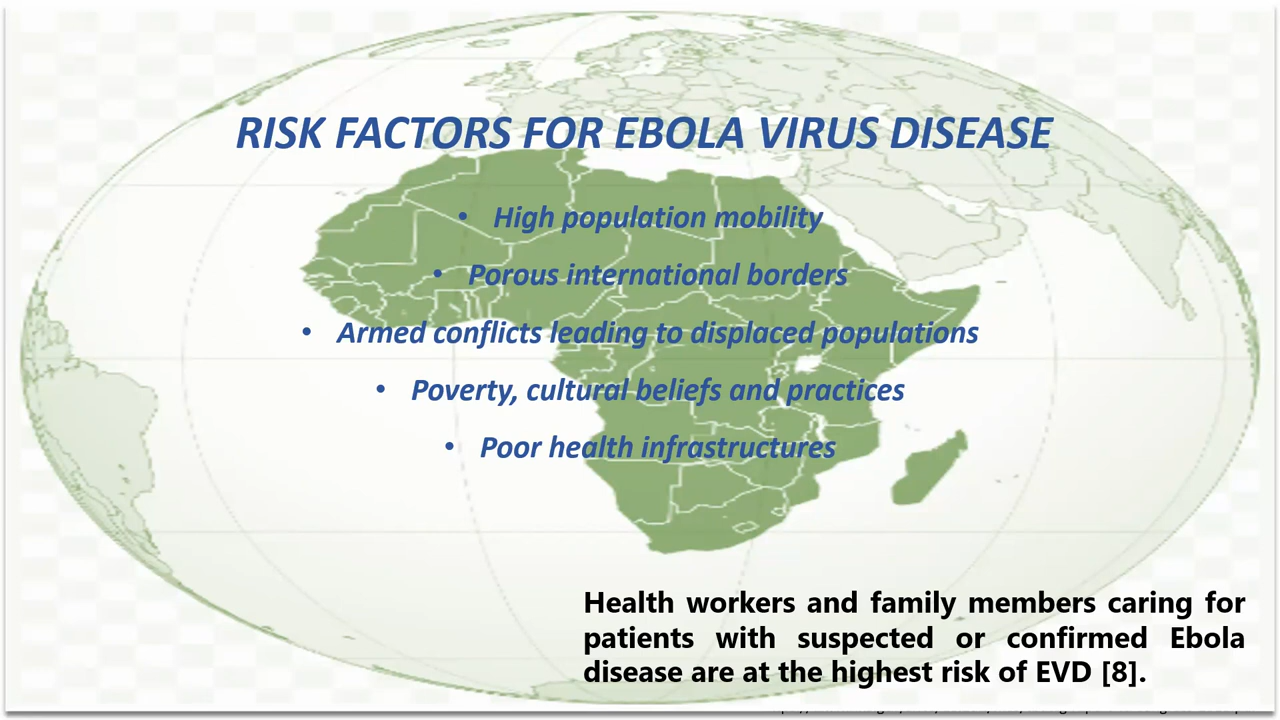 RISK FACTORS FOR EBOLA VIRUS DISEASE
• High population mobility
• Porous international borders
• Armed conflicts leading to displaced populations
• Poverty, cultural beliefs and practices
• Poor health infrastructures
Health workers and family members caring for
patients with suspected or confirmed Ebola
disease are at the highest risk of EVD [8].